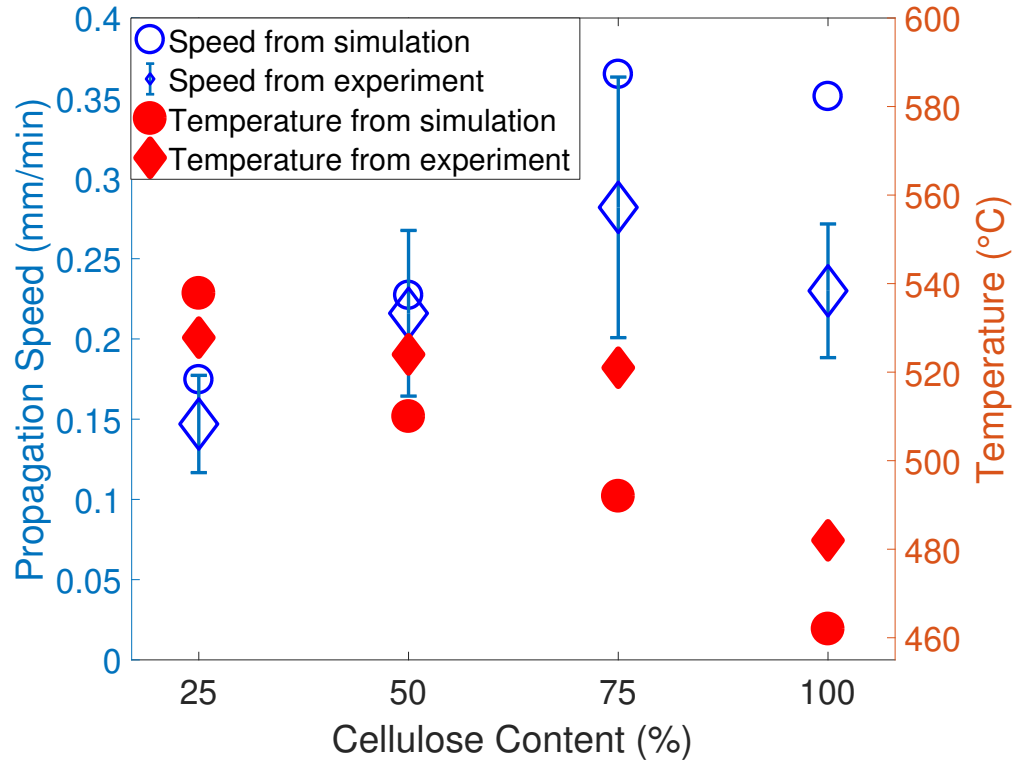 Speed from simulation
Speed from experiment
Temperature from simulation
Temperature from experiment
Propagation Speed (mm/min)
0.4
0.35
0.3
0.25
0.2
0.15
0.1
0.05
0
600
580
560
540
520
500
480
460
Temperature (°C)
25 50 75 100
Cellulose Content (%)